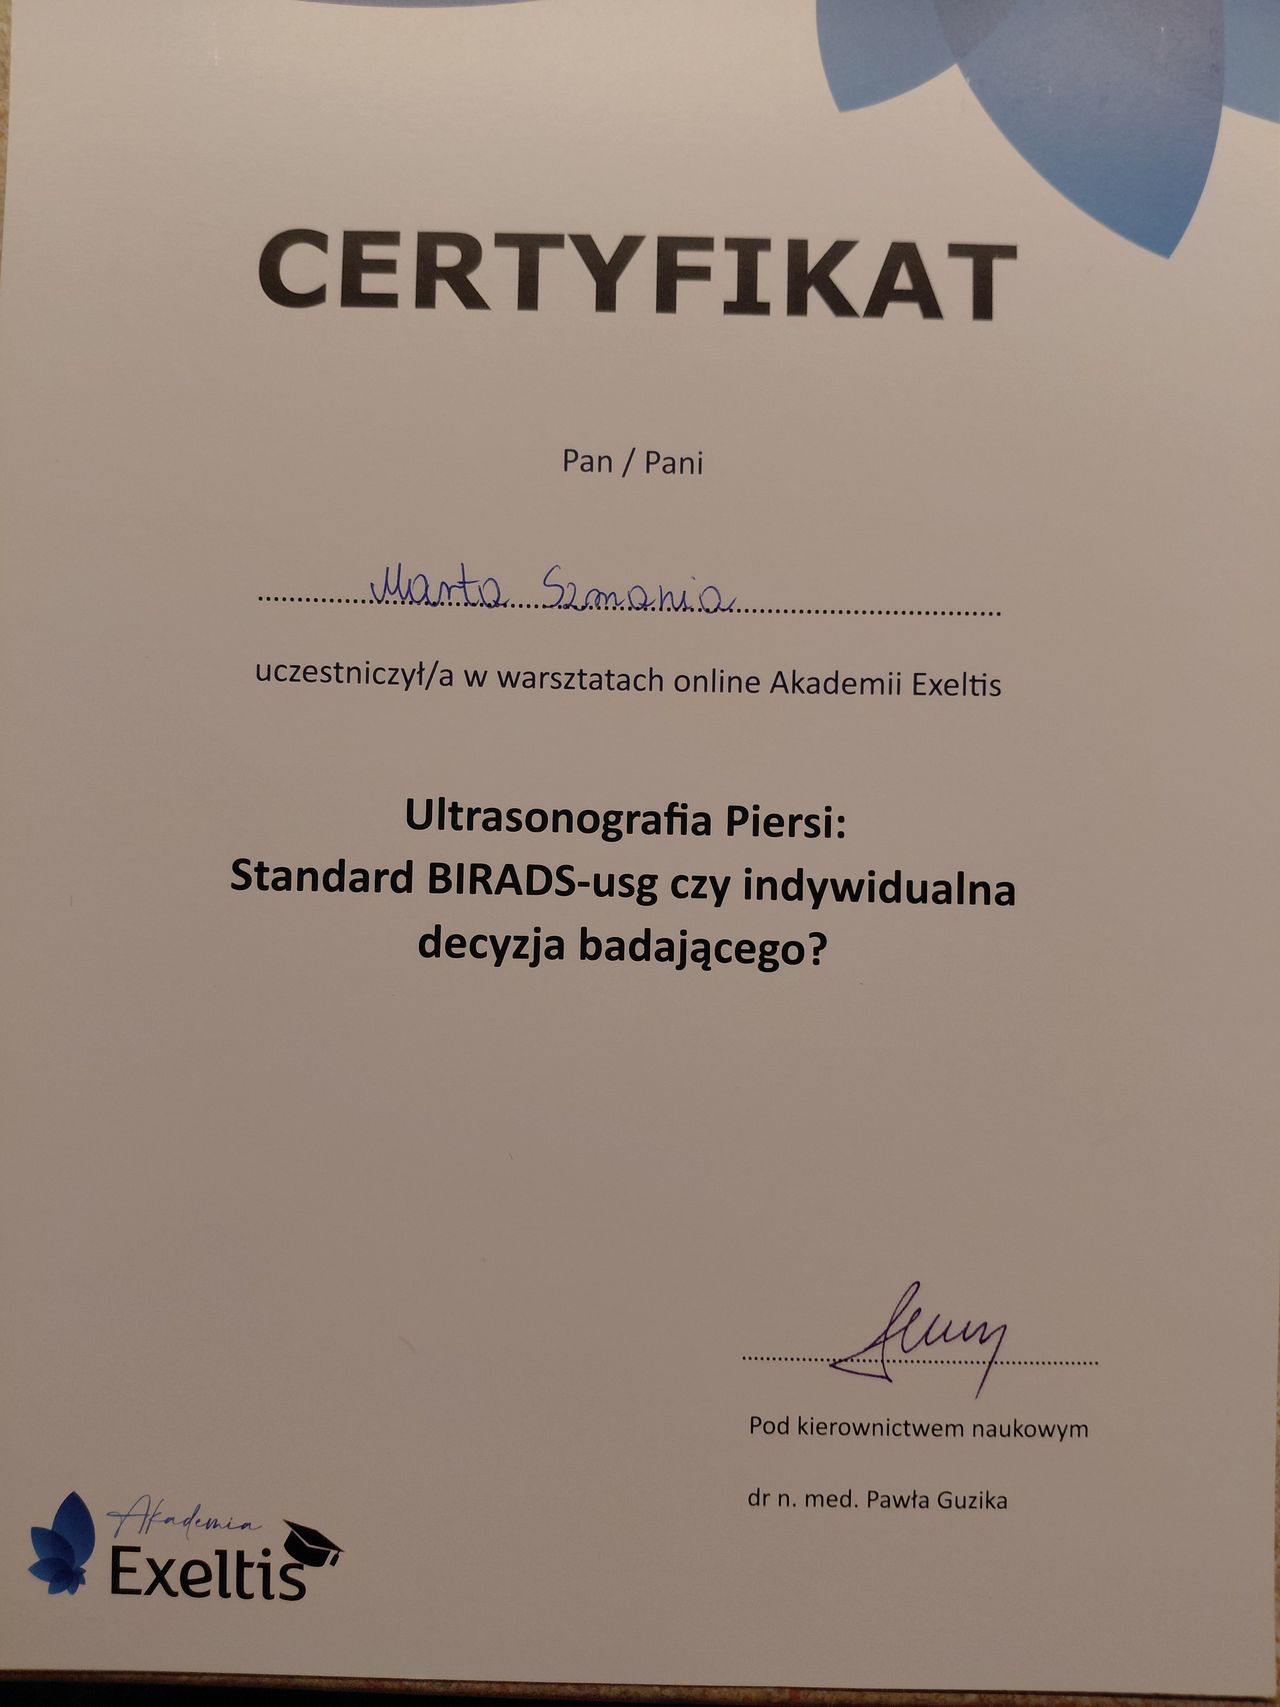 CERTYFIKAT
Pan / Pani
Marta Szmania
uczestniczył/a w warsztatach online Akademii Exeltis
Ultrasonografia Piersi:
Standard BIRADS-usg czy indywidualna
decyzja badającego?
Pod kierownictwem naukowym
dr n. med. Pawła Guzika
Akademia
Exeltis